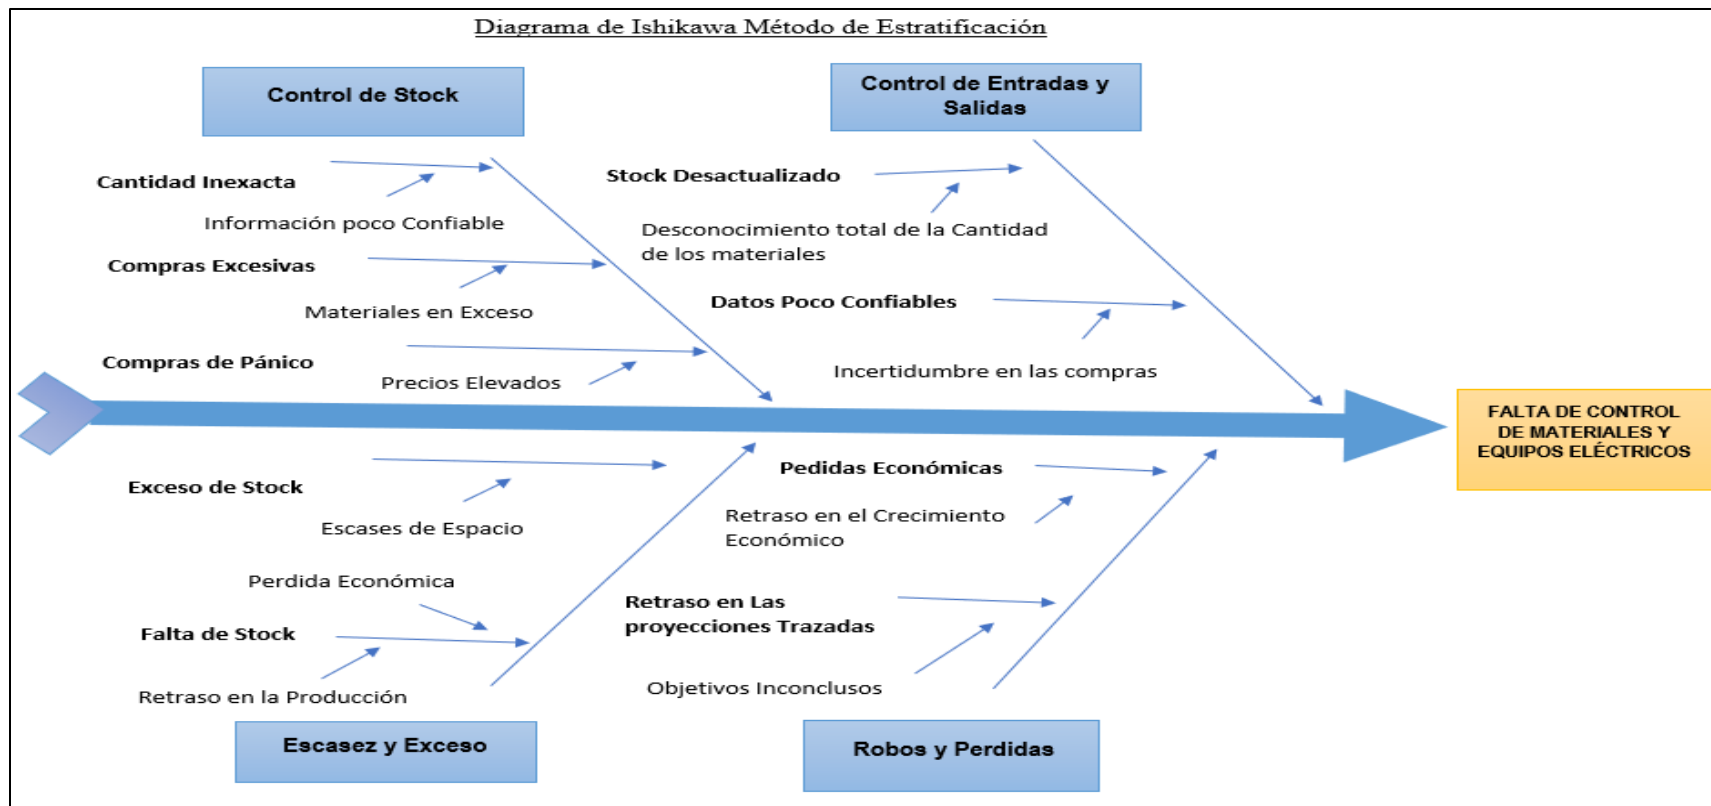 Diagrama de Ishikawa Método de Estratificación
Control de Stock
Control de Entradas y
Salidas
Cantidad Inexacta
Información poco Confiable
Compras Excesivas
Materiales en Exceso
Compras de Pánico
Precios Elevados
Stock Desactualizado
Desconocimiento total de la Cantidad
de los materiales
Datos Poco Confiables
Incertidumbre en las compras
FALTA DE CONTROL
DE MATERIALES Y
EQUIPOS ELÉCTRICOS
Exceso de Stock
Escases de Espacio
Perdida Económica
Falta de Stock
Retraso en la Producción
Pedidas Económicas
Retraso en el Crecimiento
Económico
Retraso en Las
proyecciones Trazadas
Objetivos Inconclusos
Escasez y Exceso
Robos y Perdidas